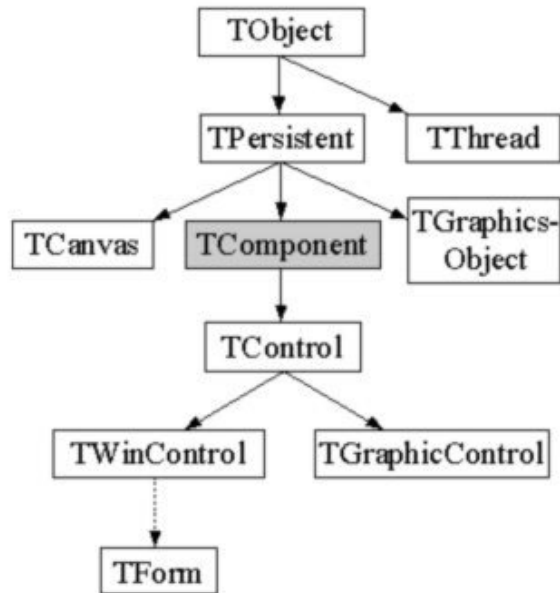 TObject
TPersistent
TThread
TCanvas
TComponent
TGraphics-
Object
TControl
TWinControl
TGraphicControl
TForm